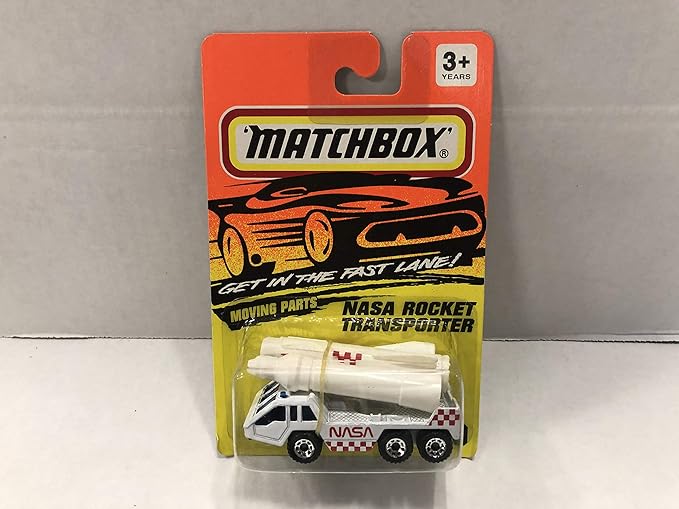 3+
YEARS
'MATCHBOX'®
GET IN THE FAST LANE!
MOVING PARTS
NASA ROCKET
TRANSPORTER
NASA